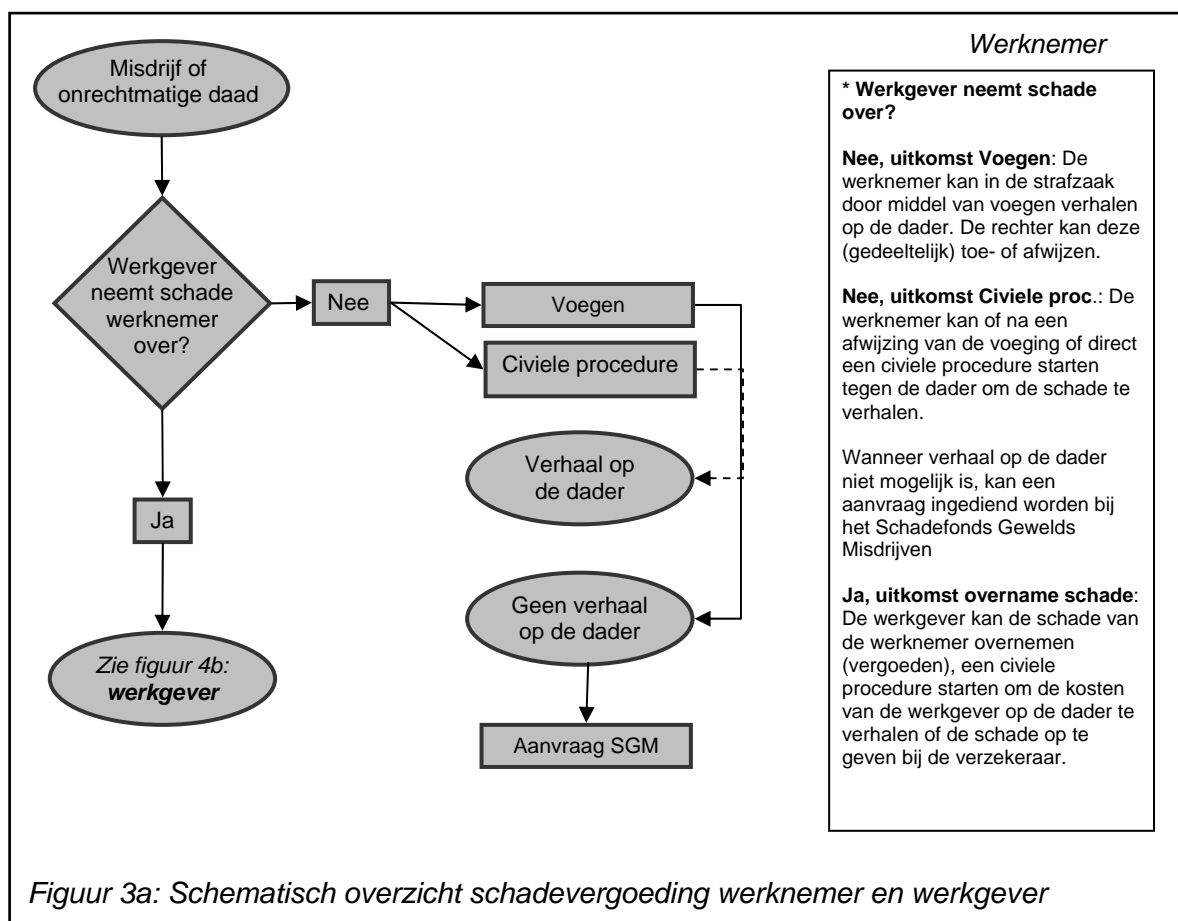 Werknemer
Misdrijf of
onrechtmatige daad
Werkgever
neemt schade
werknemer
over?
Nee
Voegen
Civiele procedure
Verhaal op
de dader
Ja
Geen verhaal
op de dader
Zie figuur 4b:
werkgever
Aanvraag SGM
* Werkgever neemt schade
over?
Nee, uitkomst Voegen: De
werknemer kan in de strafzaak
door middel van voegen verhalen
op de dader. De rechter kan deze
(gedeeltelijk) toe- of afwijzen.
Nee, uitkomst Civiele proc.: De
werknemer kan of na een
afwijzing van de voeging of direct
een civiele procedure starten
tegen de dader om de schade te
verhalen.
Wanneer verhaal op de dader
niet mogelijk is, kan een
aanvraag ingediend worden bij
het Schadefonds Gewelds
Misdrijven
Ja, uitkomst overname schade:
De werkgever kan de schade van
de werknemer overnemen
(vergoeden), een civiele
procedure starten om de kosten
van de werkgever op de dader te
verhalen of de schade op te
geven bij de verzekeraar.
Figuur 3a: Schematisch overzicht schadevergoeding werknemer en werkgever